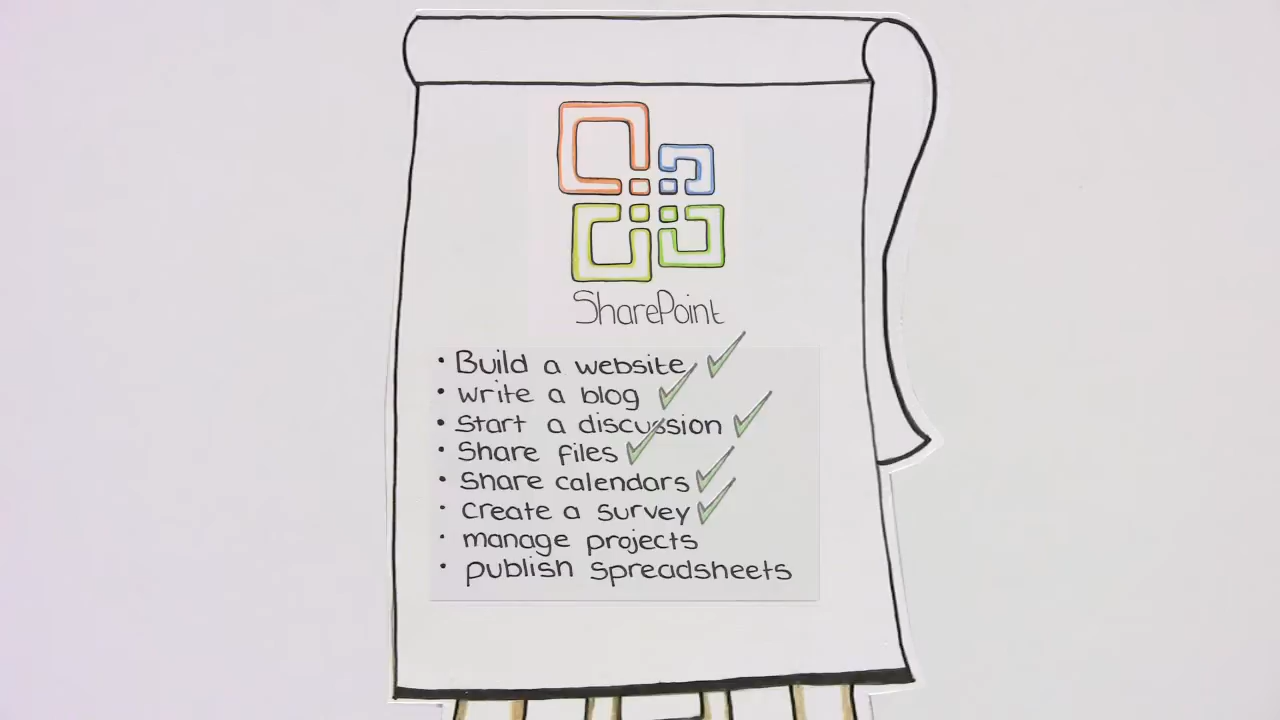 SharePoint
• Build a website
• write a blog
• Start a discussion
• Share files
• Share calendars
• create a survey
• manage projects
• publish spreadsheets